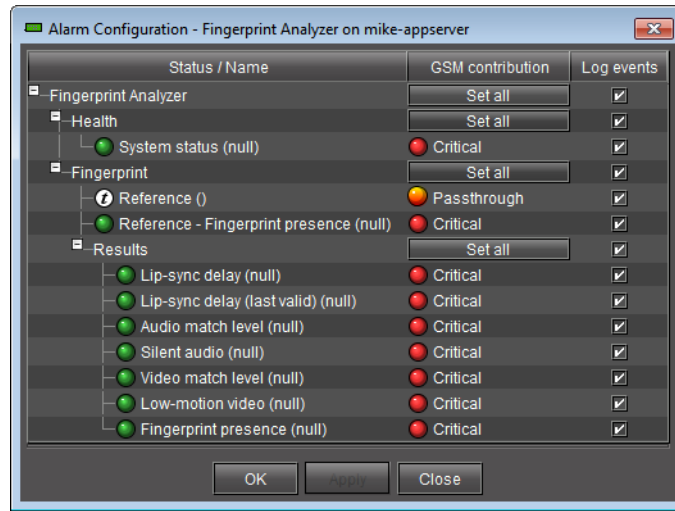 Alarm Configuration - Fingerprint Analyzer on mike-appserver
Status / Name GSM contribution Log events
Fingerprint Analyzer Set all
Health Set all
System status (null) Critical
Fingerprint Set all
t Reference () Passthrough
Reference - Fingerprint presence (null) Critical
Results Set all
Lip-sync delay (null) Critical
Lip-sync delay (last valid) (null) Critical
Audio match level (null) Critical
Silent audio (null) Critical
Video match level (null) Critical
Low-motion video (null) Critical
Fingerprint presence (null) Critical
OK Apply Close